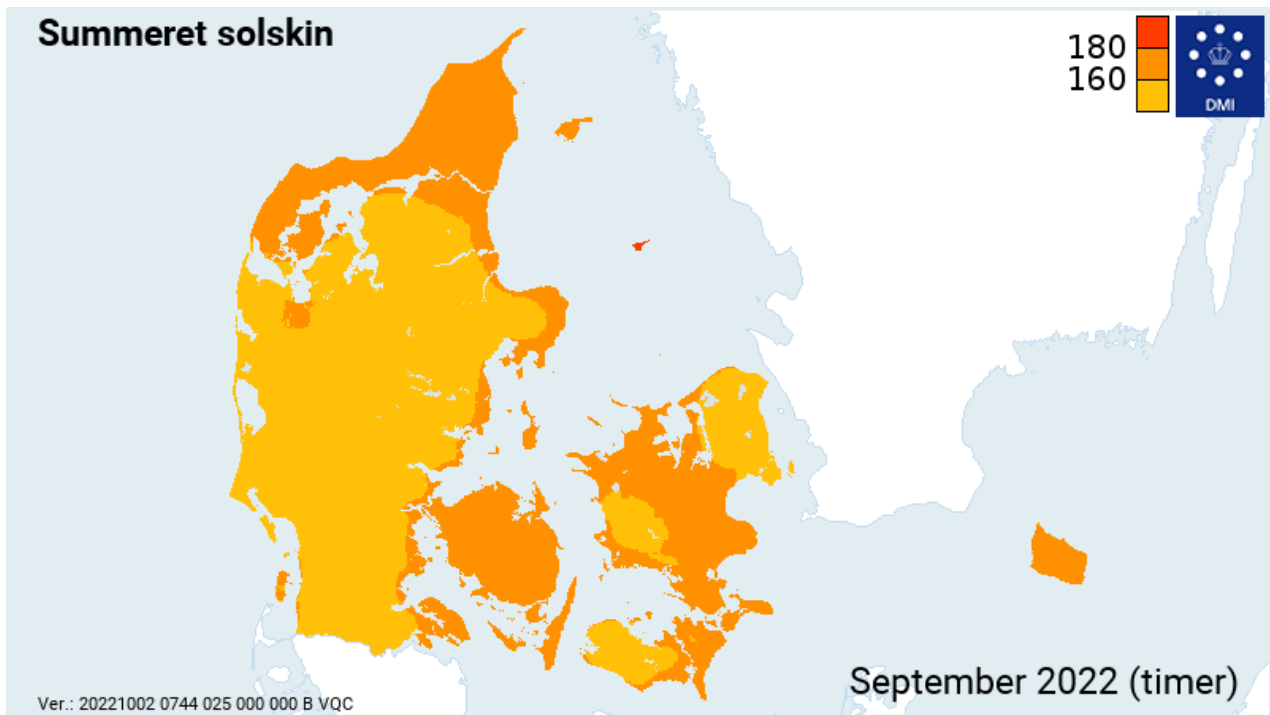 Summeret solskin
180
160
DMI
September 2022 (timer)
Ver.: 20221002 0744 025 000 000 B VQC